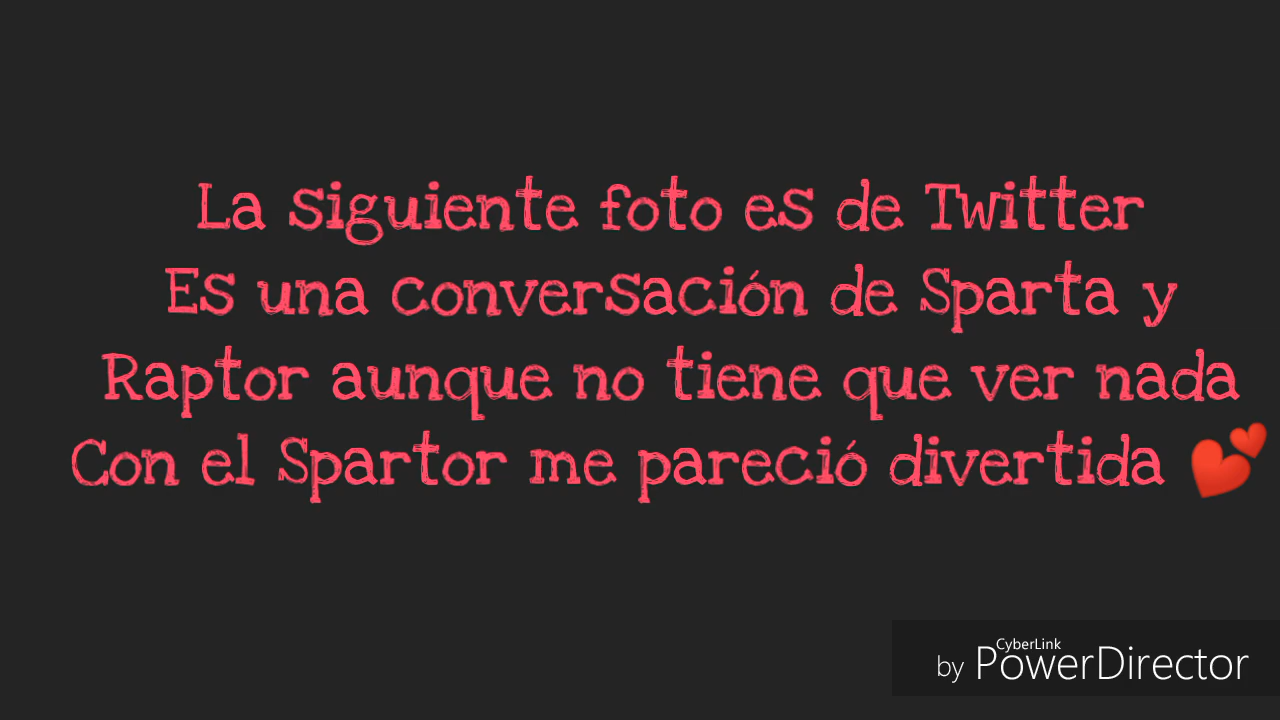 La siguiente foto es de Twitter
Es una conversación de Sparta y
Raptor aunque no tiene que ver nada
Con el Spartor me pareció divertida 💕
CyberLink
by PowerDirector